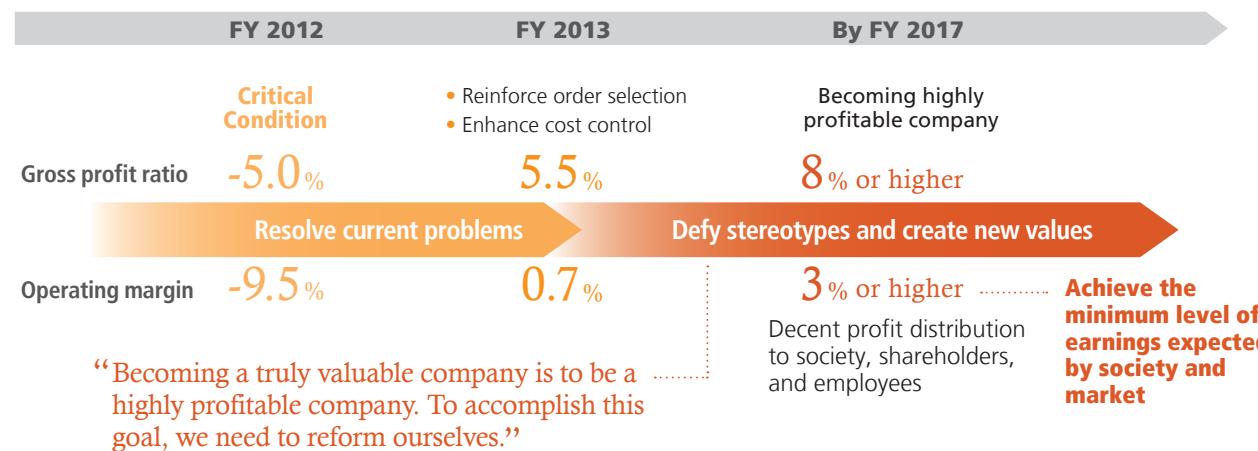 FY 2012
FY 2013
By FY 2017
Critical
Condition
• Reinforce order selection
• Enhance cost control
Becoming highly
profitable company
Gross profit ratio
-5.0 %
5.5 %
8 % or higher
Resolve current problems
Defy stereotypes and create new values
Operating margin
-9.5 %
0.7 %
3 % or higher
Achieve the
minimum level of
earnings expected
by society and
market
Decent profit distribution
to society, shareholders,
and employees
“Becoming a truly valuable company is to be a
highly profitable company. To accomplish this
goal, we need to reform ourselves.”